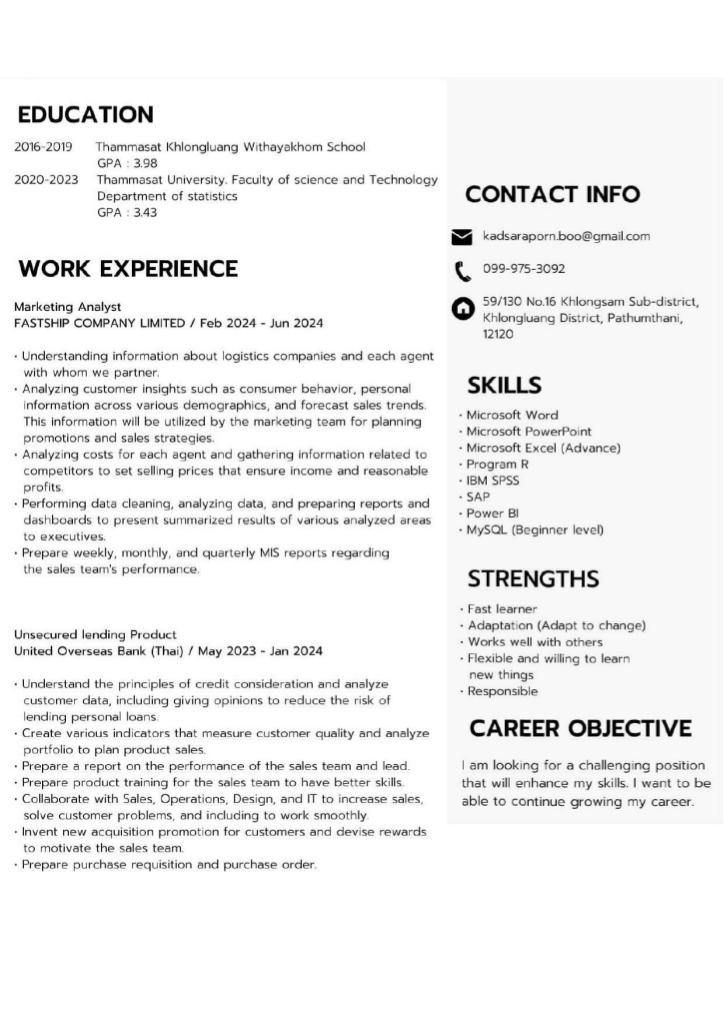 EDUCATION
2016-2019 Thammasat Khlongluang Withayakhom School
GPA : 3.98
2020-2023 Thammasat University. Faculty of science and Technology
Department of statistics
GPA : 3.43
WORK EXPERIENCE
Marketing Analyst
FASTSHIP COMPANY LIMITED / Feb 2024 - Jun 2024
· Understanding information about logistics companies and each agent
with whom we partner.
· Analyzing customer insights such as consumer behavior, personal
information across various demographics, and forecast sales trends.
This information will be utilized by the marketing team for planning
promotions and sales strategies.
· Analyzing costs for each agent and gathering information related to
competitors to set selling prices that ensure income and reasonable
profits.
· Performing data cleaning, analyzing data, and preparing reports and
dashboards to present summarized results of various analyzed areas
to executives.
· Prepare weekly, monthly, and quarterly MIS reports regarding
the sales team's performance.
Unsecured lending Product
United Overseas Bank (Thai) / May 2023 - Jan 2024
· Understand the principles of credit consideration and analyze
customer data, including giving opinions to reduce the risk of
lending personal loans.
· Create various indicators that measure customer quality and analyze
portfolio to plan product sales.
· Prepare a report on the performance of the sales team and lead.
· Prepare product training for the sales team to have better skills.
· Collaborate with Sales, Operations, Design, and IT to increase sales,
solve customer problems, and including to work smoothly.
· Invent new acquisition promotion for customers and devise rewards
to motivate the sales team.
· Prepare purchase requisition and purchase order.
CONTACT INFO
kadsaraporn.boo@gmail.com
099-975-3092
59/130 No.16 Khlongsam Sub-district,
Khlongluang District, Pathumthani,
12120
SKILLS
· Microsoft Word
· Microsoft PowerPoint
· Microsoft Excel (Advance)
· Program R
· IBM SPSS
· SAP
· Power BI
· MySQL (Beginner level)
STRENGTHS
· Fast learner
· Adaptation (Adapt to change)
· Works well with others
· Flexible and willing to learn
new things
· Responsible
CAREER OBJECTIVE
I am looking for a challenging position
that will enhance my skills. I want to be
able to continue growing my career.